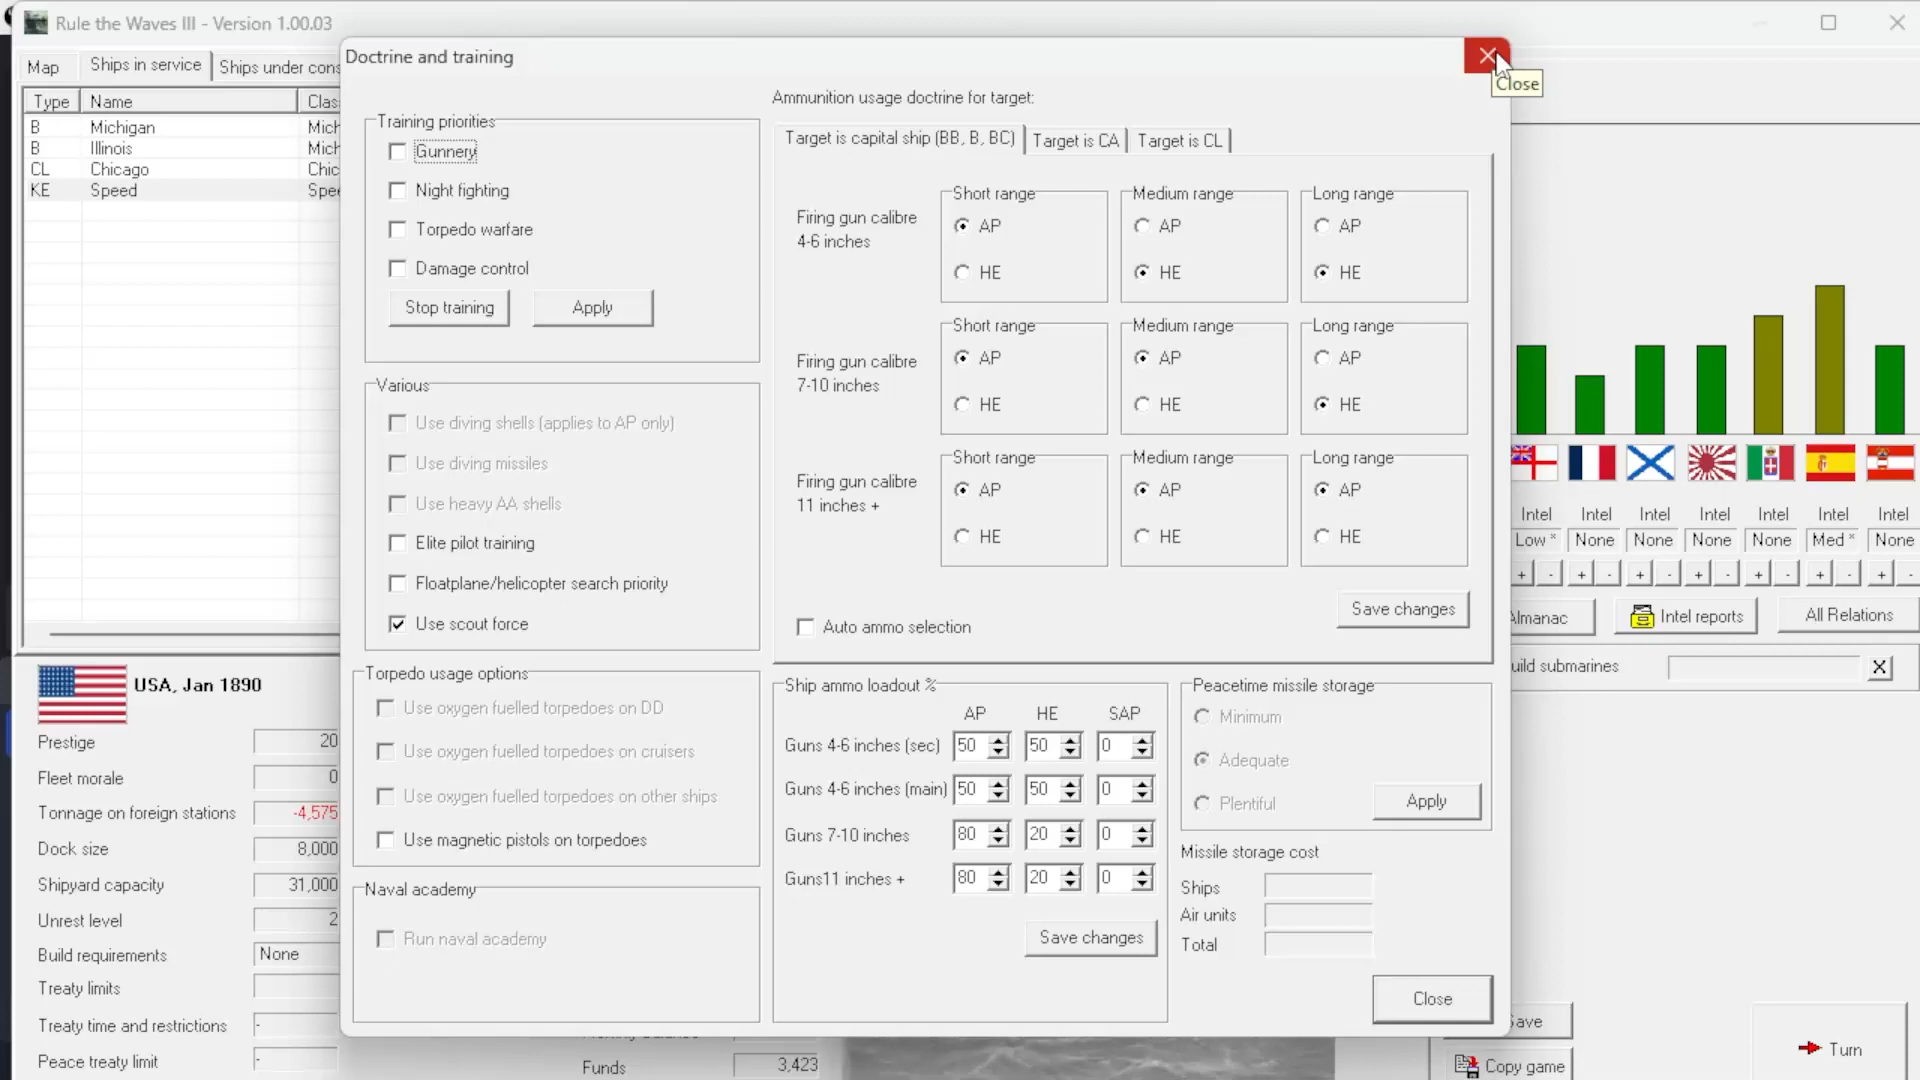 Rule the Waves III - Version 1.00.03
Map
Ships in service
Ships under cons
Type
Name
Clas
B
Michigan
Mich
B
Illinois
Mich
CL
Chicago
Chic
KE
Speed
Spee
Doctrine and training
Close
Training priorities
Gunnery
Night fighting
Torpedo warfare
Damage control
Stop training
Apply
Various
Use diving shells (applies to AP only)
Use diving missiles
Use heavy AA shells
Elite pilot training
Floatplane/helicopter search priority
Use scout force
Torpedo usage options
Use oxygen fuelled torpedoes on DD
Use oxygen fuelled torpedoes on cruisers
Use oxygen fuelled torpedoes on other ships
Use magnetic pistols on torpedoes
Naval academy
Run naval academy
Ammunition usage doctrine for target:
Target is capital ship (BB, B, BC)
Target is CA
Target is CL
Firing gun calibre
4-6 inches
Short range
AP
HE
Medium range
AP
HE
Long range
AP
HE
Firing gun calibre
7-10 inches
Short range
AP
HE
Medium range
AP
HE
Long range
AP
HE
Firing gun calibre
11 inches +
Short range
AP
HE
Medium range
AP
HE
Long range
AP
HE
Auto ammo selection
Save changes
Ship ammo loadout %
AP
HE
SAP
Guns 4-6 inches (sec)
50
50
0
Guns 4-6 inches (main)
50
50
0
Guns 7-10 inches
80
20
0
Guns11 inches +
80
20
0
Save changes
Peacetime missile storage
Minimum
Adequate
Plentiful
Apply
Missile storage cost
Ships
Air units
Total
Close
USA, Jan 1890
Prestige
20
Fleet morale
0
Tonnage on foreign stations
-4,575
Dock size
8,000
Shipyard capacity
31,000
Unrest level
2
Build requirements
None
Treaty limits
Treaty time and restrictions
-
Peace treaty limit
-
Funds
3,423
Intel
Intel
Intel
Intel
Intel
Intel
Intel
Low *
None
None
None
None
Med *
None
+ - + - + - + - + - + - + -
Almanac
Intel reports
All Relations
uild submarines
X
Save
Copy game
Turn